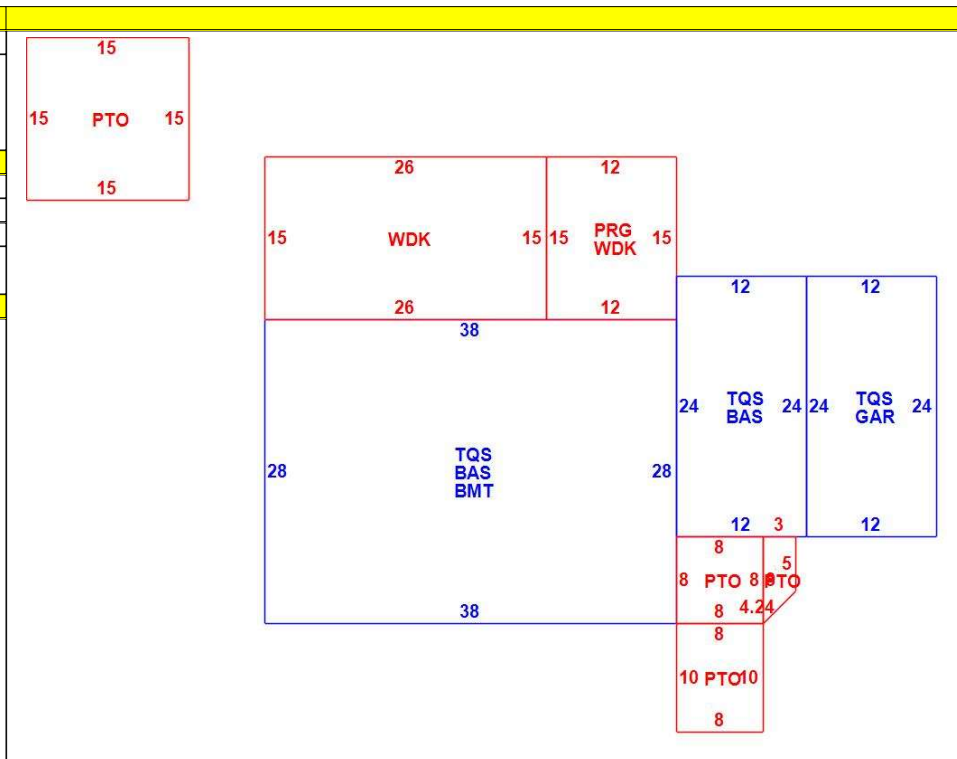 15
15 PTO 15
15
26 12
15 WDK 15 15 PRG 15
WDK
26 12
38
12 12
24 TQS 24 24 TQS 24
BAS GAR
28 TQS 28
BAS
BMT
12 3 12
8
5
8 PTO 8 8 PTO
38 8 4.24
8
10 PTO 10
8